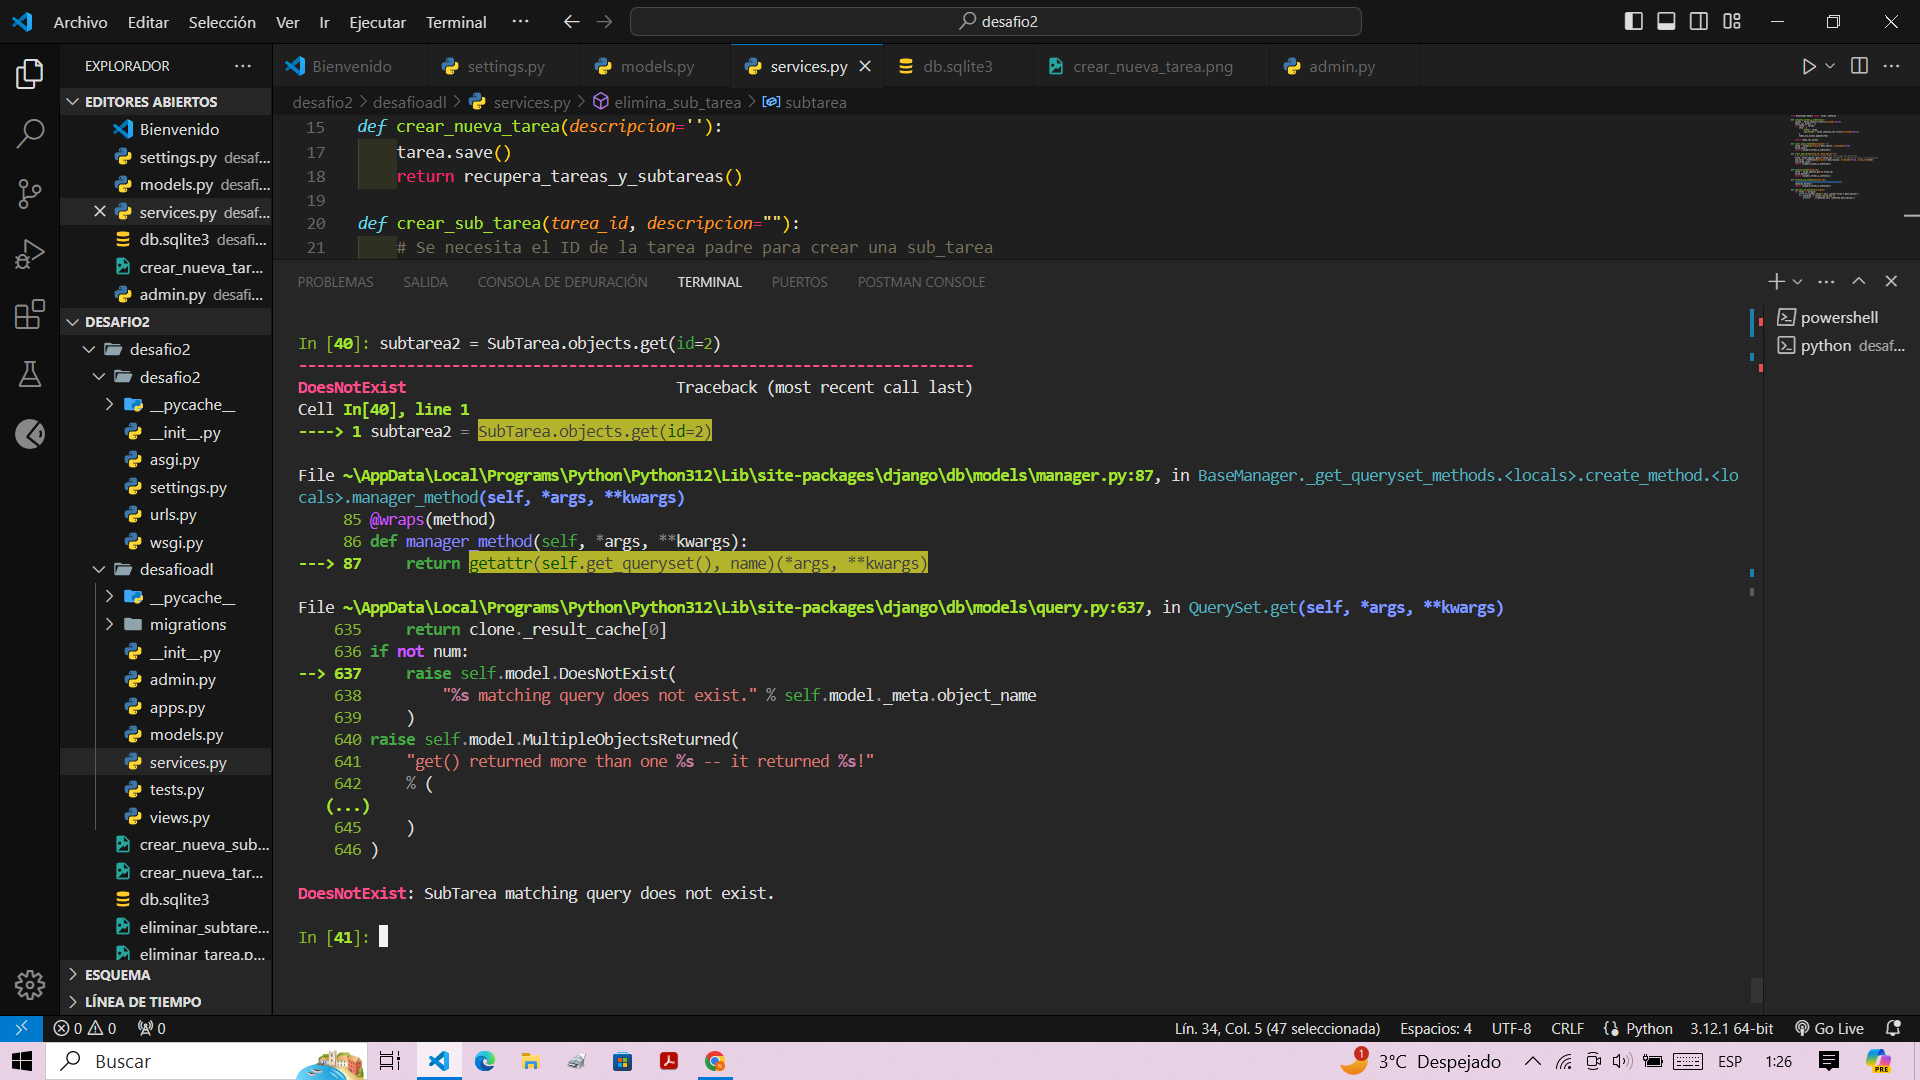 Archivo Editar Selección Ver Ir Ejecutar Terminal ··· desafio2
EXPLORADOR ···
EDITORES ABIERTOS
Bienvenido
settings.py desaf...
models.py desafi...
services.py desaf...
db.sqlite3 desafi...
crear_nueva_tar...
admin.py desafi...
DESAFIO2
desafio2
desafio2
__pycache__
__init__.py
asgi.py
settings.py
urls.py
wsgi.py
desafioadl
__pycache__
migrations
__init__.py
admin.py
apps.py
models.py
services.py
tests.py
views.py
crear_nueva_sub...
crear_nueva_tar...
db.sqlite3
eliminar_subtare...
eliminar_tarea.p...
ESQUEMA
LÍNEA DE TIEMPO
Bienvenido settings.py models.py services.py db.sqlite3 crear_nueva_tarea.png admin.py
desafio2 > desafioadl > services.py > elimina_sub_tarea > subtarea
15 def crear_nueva_tarea(descripcion=''):
17 tarea.save()
18 return recupera_tareas_y_subtareas()
19
20 def crear_sub_tarea(tarea_id, descripcion=""):
21 # Se necesita el ID de la tarea padre para crear una sub_tarea
PROBLEMAS SALIDA CONSOLA DE DEPURACIÓN TERMINAL PUERTOS POSTMAN CONSOLE
powershell
python desaf...
In [40]: subtarea2 = SubTarea.objects.get(id=2)
---------------------------------------------------------------------------
DoesNotExist Traceback (most recent call last)
Cell In[40], line 1
----> 1 subtarea2 = SubTarea.objects.get(id=2)
File ~\AppData\Local\Programs\Python\Python312\Lib\site-packages\django\db\models\manager.py:87, in BaseManager._get_queryset_methods.<locals>.create_method.<lo
cals>.manager_method(self, *args, **kwargs)
85 @wraps(method)
86 def manager_method(self, *args, **kwargs):
---> 87 return getattr(self.get_queryset(), name)(*args, **kwargs)
File ~\AppData\Local\Programs\Python\Python312\Lib\site-packages\django\db\models\query.py:637, in QuerySet.get(self, *args, **kwargs)
635 return clone._result_cache[0]
636 if not num:
--> 637 raise self.model.DoesNotExist(
638 "%s matching query does not exist." % self.model._meta.object_name
639 )
640 raise self.model.MultipleObjectsReturned(
641 "get() returned more than one %s -- it returned %s!"
642 % (
(...)
645 )
646 )
DoesNotExist: SubTarea matching query does not exist.
In [41]:
0 0 0 Lín. 34, Col. 5 (47 seleccionada) Espacios: 4 UTF-8 CRLF Python 3.12.1 64-bit Go Live
Buscar 1 3°C Despejado ESP 1:26 PRE